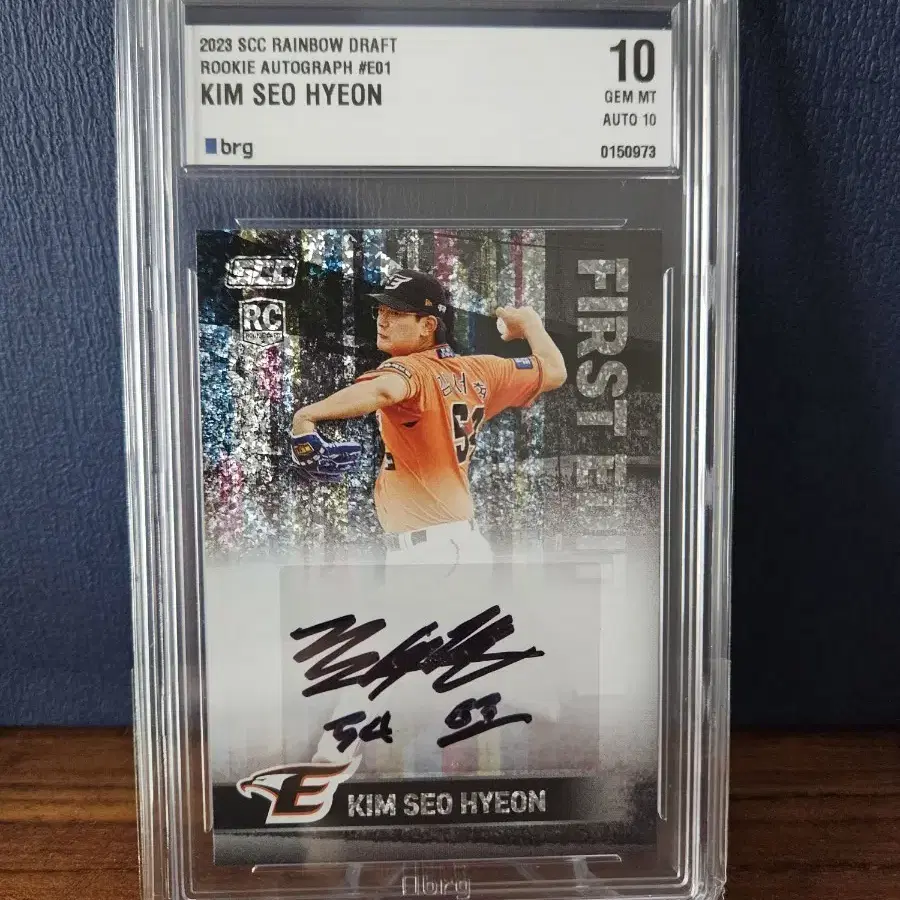 2023 SCC RAINBOW DRAFT
ROOKIE AUTOGRAPH #E01
KIM SEO HYEON
brg
10
GEM MT
AUTO 10
0150973
SCC
RC
FIRST
E
54
E
KIM SEO HYEON
brg